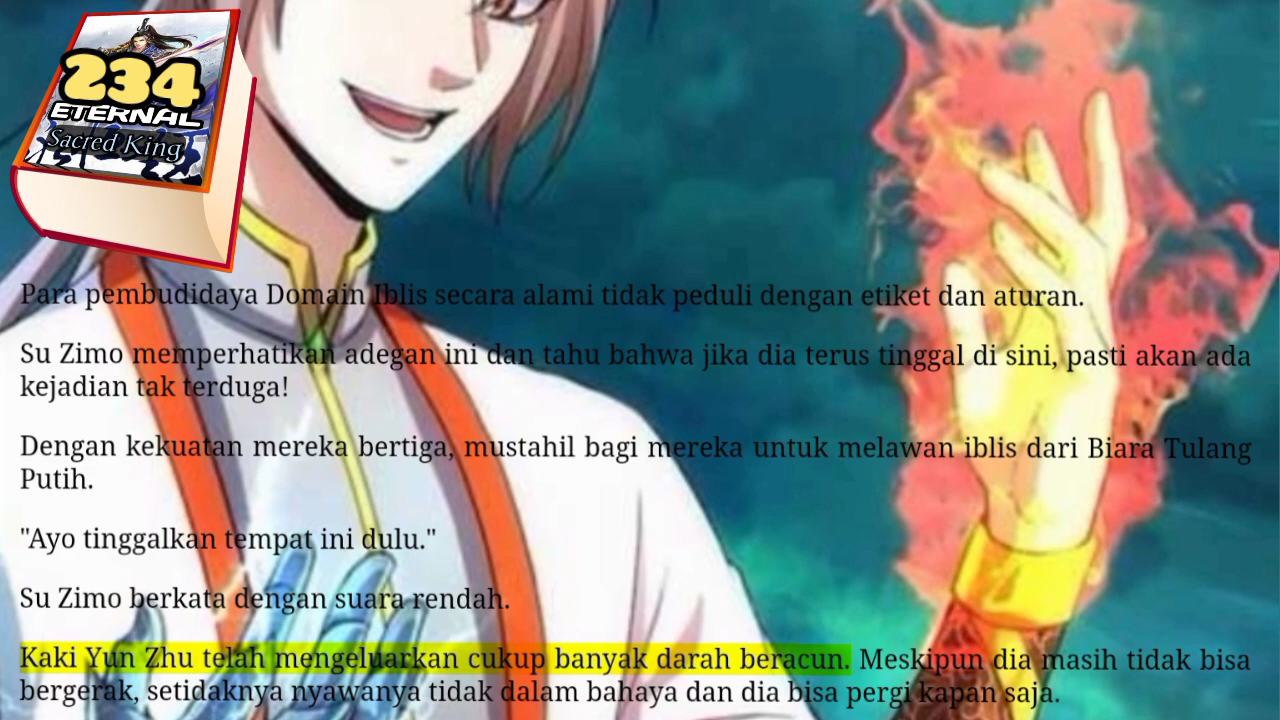 234
ETERNAL
Sacred King
Para pembudidaya Domain Iblis secara alami tidak peduli dengan etiket dan aturan.
Su Zimo memperhatikan adegan ini dan tahu bahwa jika dia terus tinggal di sini, pasti akan ada
kejadian tak terduga!
Dengan kekuatan mereka bertiga, mustahil bagi mereka untuk melawan iblis dari Biara Tulang
Putih.
"Ayo tinggalkan tempat ini dulu."
Su Zimo berkata dengan suara rendah.
Kaki Yun Zhu telah mengeluarkan cukup banyak darah beracun. Meskipun dia masih tidak bisa
bergerak, setidaknya nyawanya tidak dalam bahaya dan dia bisa pergi kapan saja.